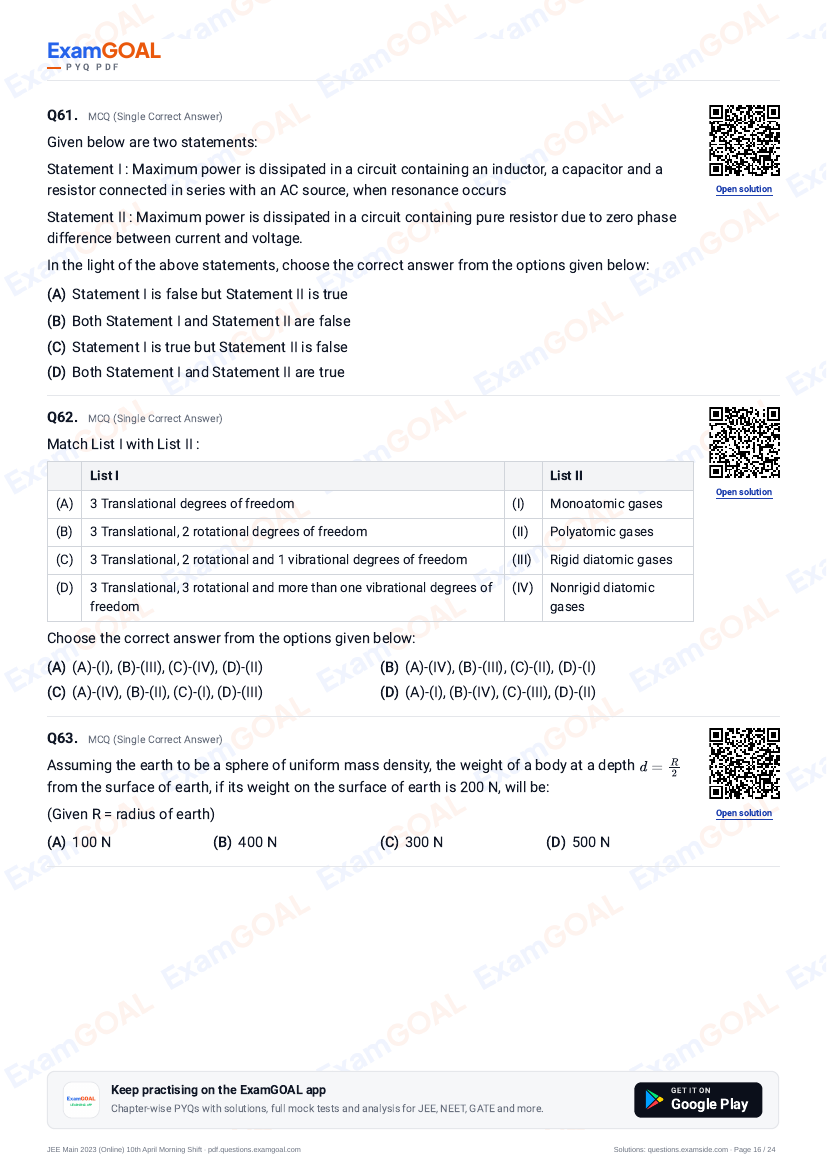 ExamGOAL
PYQ PDF
Q61. MCQ (Single Correct Answer)
Given below are two statements:
Statement I : Maximum power is dissipated in a circuit containing an inductor, a capacitor and a
resistor connected in series with an AC source, when resonance occurs
Statement II : Maximum power is dissipated in a circuit containing pure resistor due to zero phase
difference between current and voltage.
In the light of the above statements, choose the correct answer from the options given below:
(A) Statement I is false but Statement II is true
(B) Both Statement I and Statement II are false
(C) Statement I is true but Statement II is false
(D) Both Statement I and Statement II are true
Open solution
Q62. MCQ (Single Correct Answer)
Match List I with List II :
List I List II
(A) 3 Translational degrees of freedom (I) Monoatomic gases
(B) 3 Translational, 2 rotational degrees of freedom (II) Polyatomic gases
(C) 3 Translational, 2 rotational and 1 vibrational degrees of freedom (III) Rigid diatomic gases
(D) 3 Translational, 3 rotational and more than one vibrational degrees of (IV) Nonrigid diatomic
freedom gases
Open solution
Choose the correct answer from the options given below:
(A) (A)-(I), (B)-(III), (C)-(IV), (D)-(II) (B) (A)-(IV), (B)-(III), (C)-(II), (D)-(I)
(C) (A)-(IV), (B)-(II), (C)-(I), (D)-(III) (D) (A)-(I), (B)-(IV), (C)-(III), (D)-(II)
Q63. MCQ (Single Correct Answer)
Assuming the earth to be a sphere of uniform mass density, the weight of a body at a depth d = R/2
from the surface of earth, if its weight on the surface of earth is 200 N, will be:
(Given R = radius of earth)
Open solution
(A) 100 N (B) 400 N (C) 300 N (D) 500 N
Keep practising on the ExamGOAL app
Chapter-wise PYQs with solutions, full mock tests and analysis for JEE, NEET, GATE and more.
ExamGOAL
GET IT ON
Google Play
JEE Main 2023 (Online) 10th April Morning Shift · pdf.questions.examgoal.com Solutions: questions.examside.com · Page 16 / 24